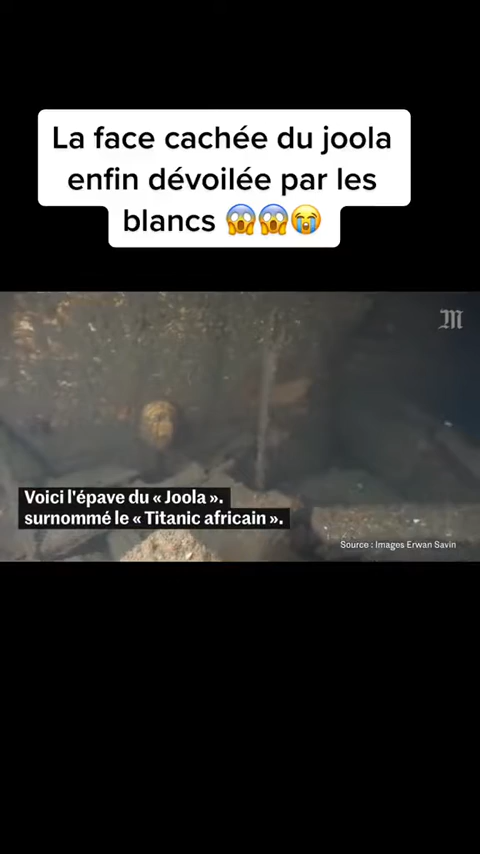 La face cachée du joola
enfin dévoilée par les
blancs 😱😱😭
M
Voici l'épave du « Joola ».
surnommé le « Titanic africain ».
Source : Images Erwan Savin